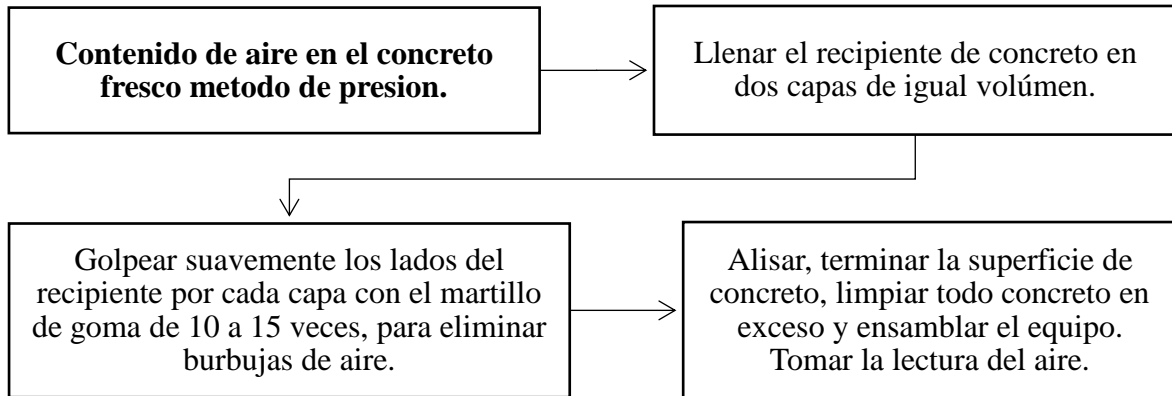 Contenido de aire en el concreto
fresco metodo de presion.
Llenar el recipiente de concreto en
dos capas de igual volúmen.
Golpear suavemente los lados del
recipiente por cada capa con el martillo
de goma de 10 a 15 veces, para eliminar
burbujas de aire.
Alisar, terminar la superficie de
concreto, limpiar todo concreto en
exceso y ensamblar el equipo.
Tomar la lectura del aire.